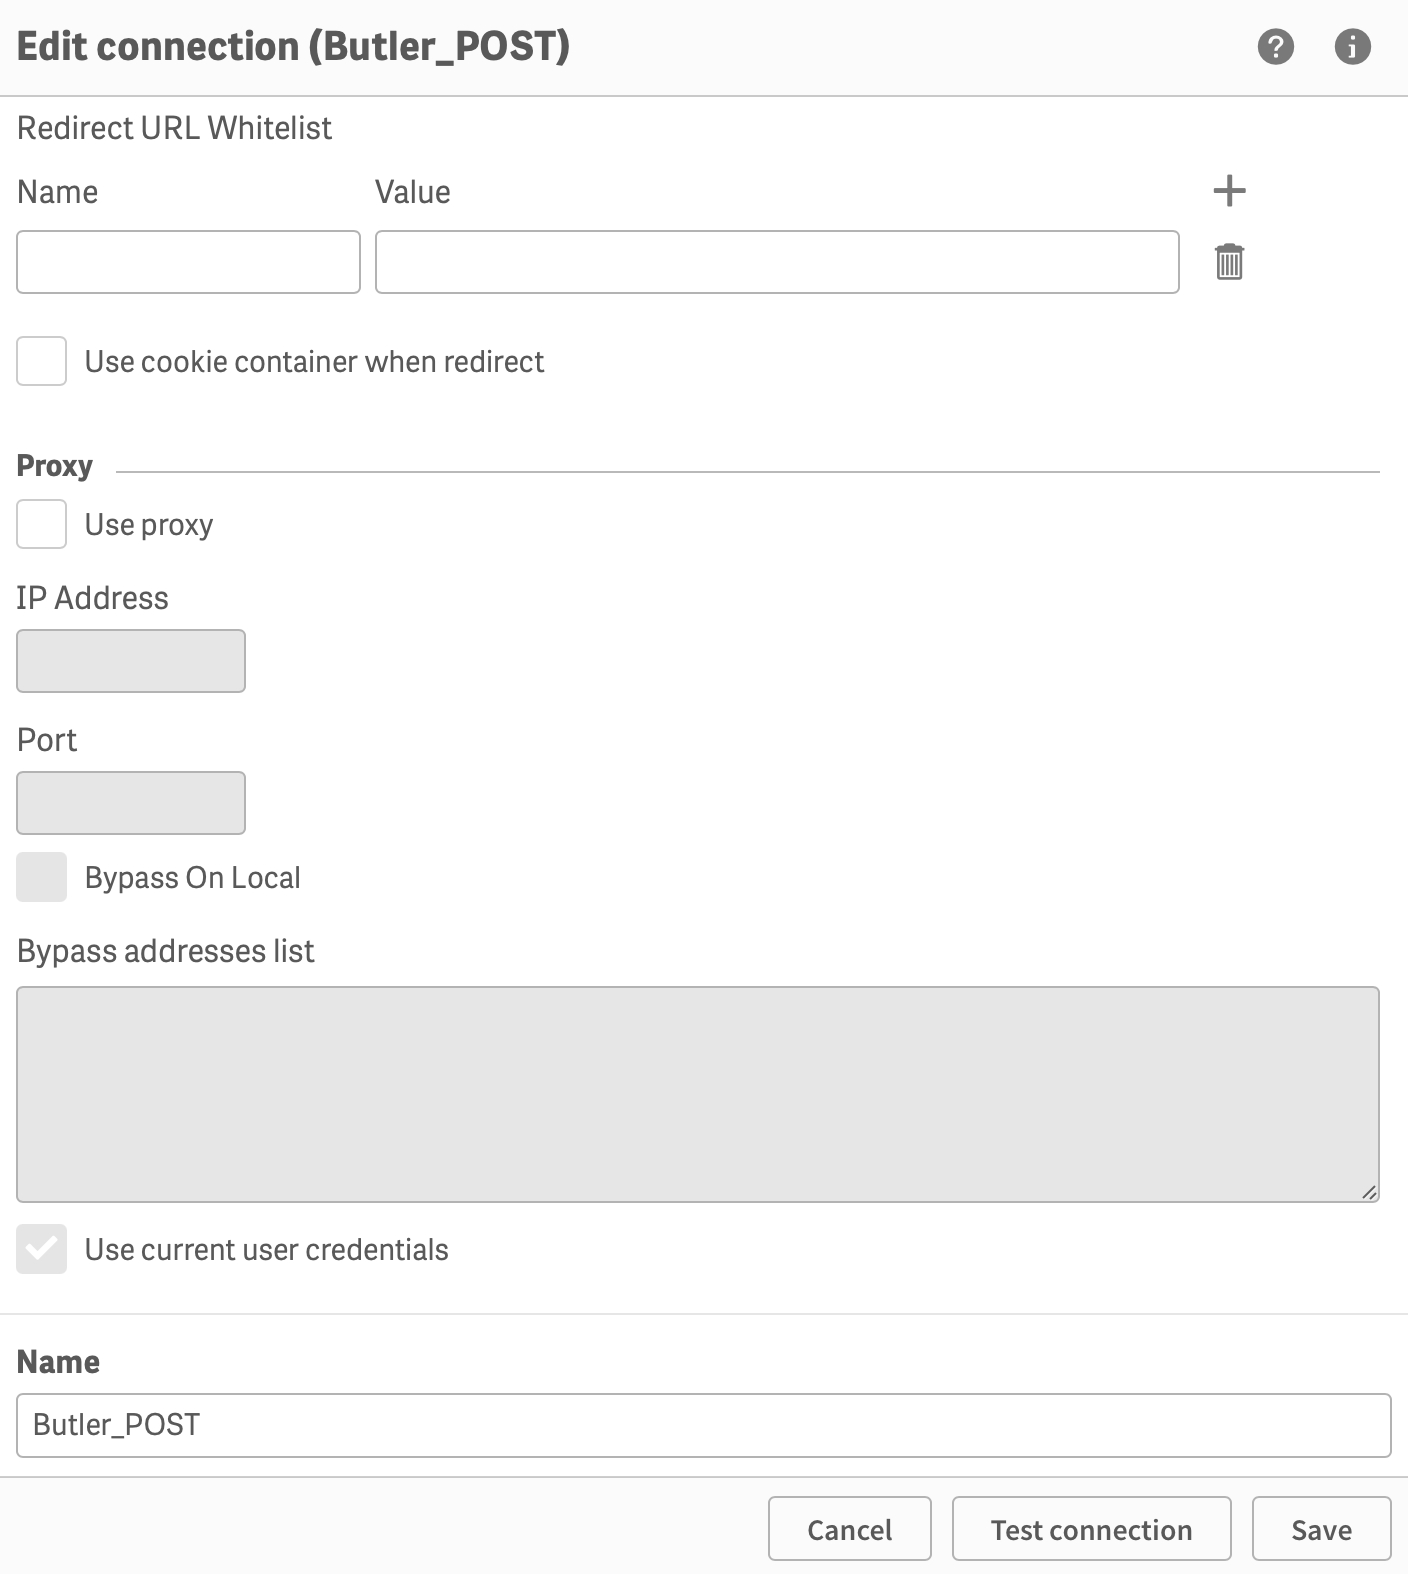 Edit connection (Butler_POST)
Redirect URL Whitelist
Name Value
Use cookie container when redirect
Proxy
Use proxy
IP Address
Port
Bypass On Local
Bypass addresses list
Use current user credentials
Name
Butler_POST
Cancel Test connection Save